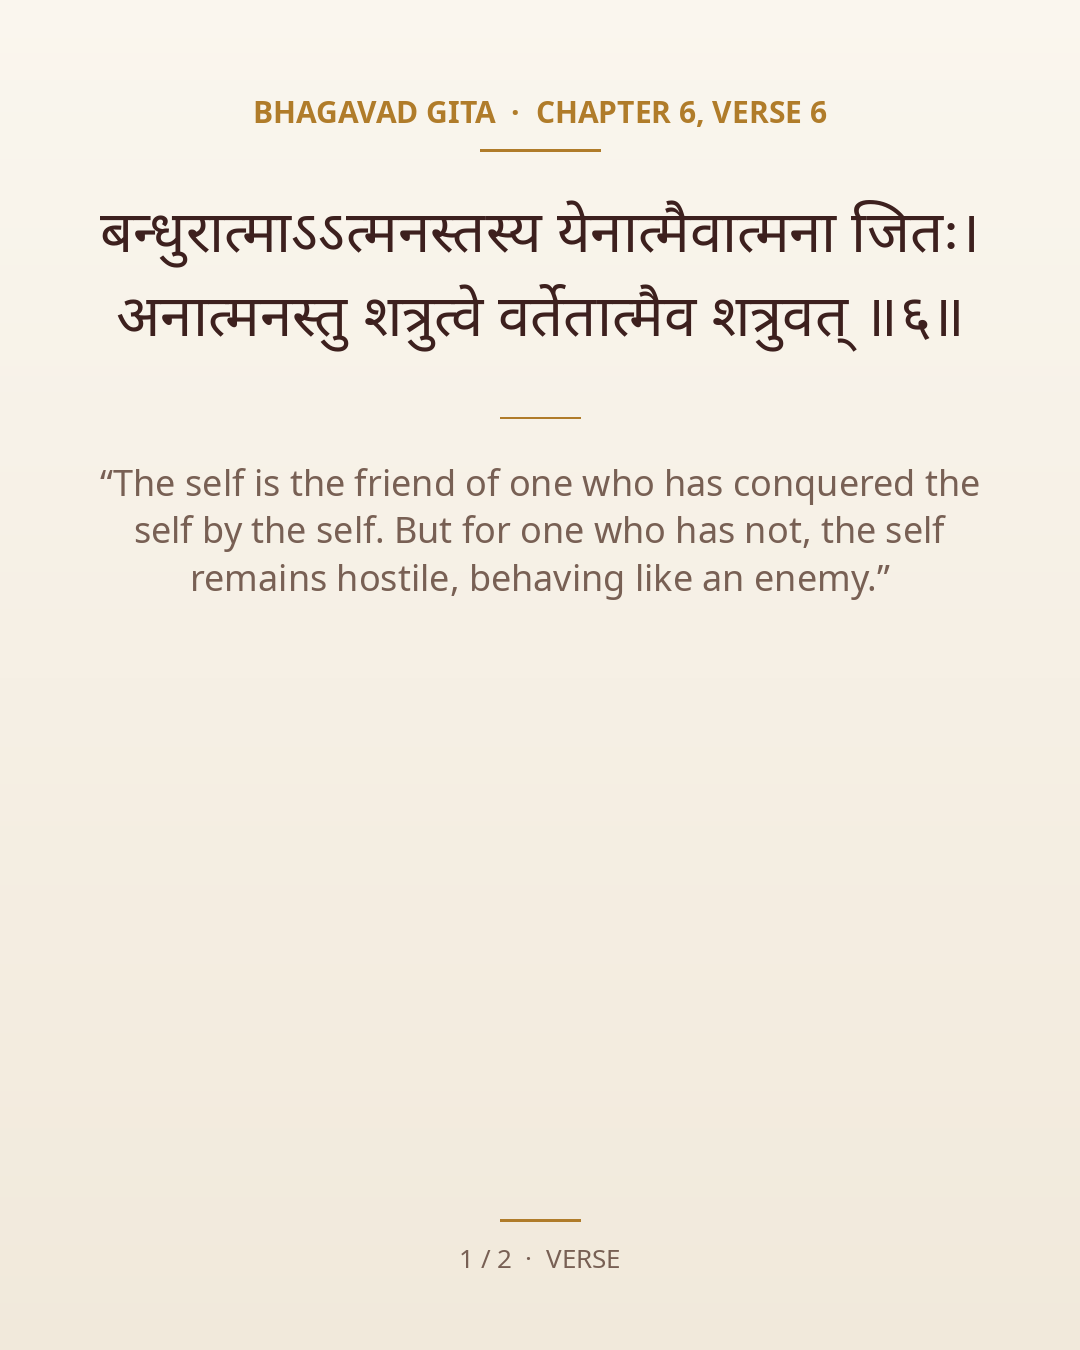 BHAGAVAD GITA · CHAPTER 6, VERSE 6
बन्धुरात्माऽऽत्मनस्तस्य येनात्मैवात्मना जितः।
अनात्मनस्तु शत्रुत्वे वर्तेतात्मैव शत्रुवत् ॥६॥
“The self is the friend of one who has conquered the
self by the self. But for one who has not, the self
remains hostile, behaving like an enemy.”
1 / 2 · VERSE